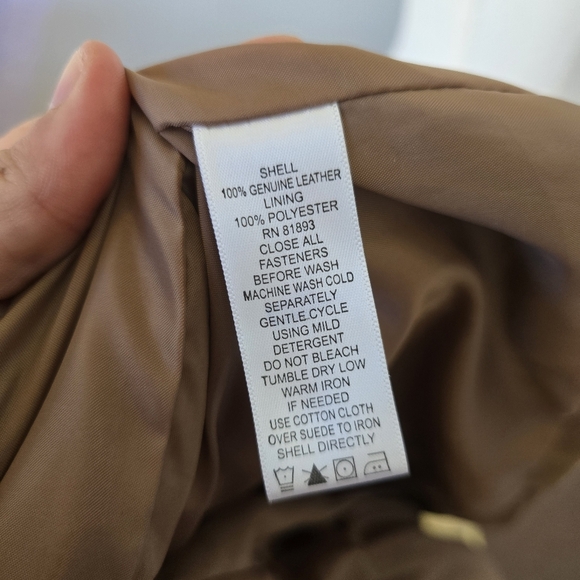 SHELL
100% GENUINE LEATHER
LINING
100% POLYESTER
RN 81893
CLOSE ALL
FASTENERS
BEFORE WASH
MACHINE WASH COLD
SEPARATELY
GENTLE CYCLE
USING MILD
DETERGENT
DO NOT BLEACH
TUMBLE DRY LOW
WARM IRON
IF NEEDED
USE COTTON CLOTH
OVER SUEDE TO IRON
SHELL DIRECTLY